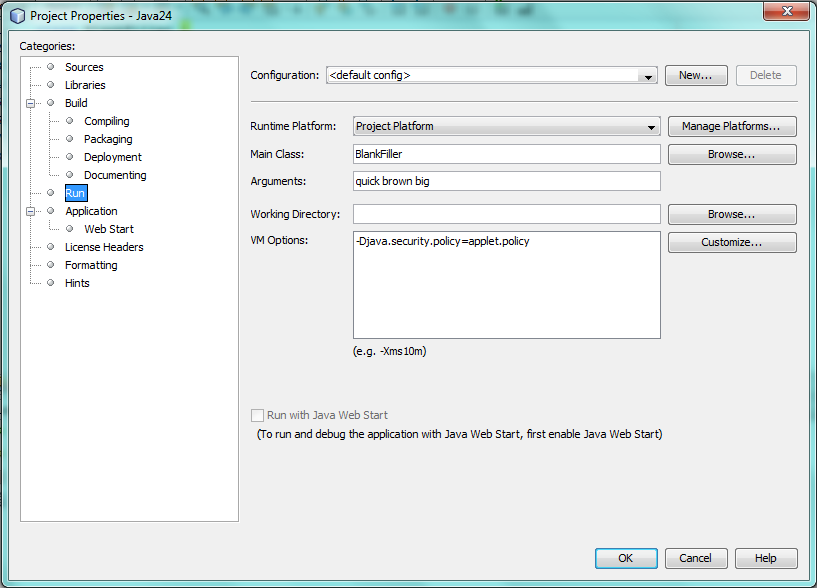 Project Properties - Java24
Categories:
Sources
Libraries
Build
Compiling
Packaging
Deployment
Documenting
Run
Application
Web Start
License Headers
Formatting
Hints
Configuration: <default config> New... Delete
Runtime Platform: Project Platform Manage Platforms...
Main Class: BlankFiller Browse...
Arguments: quick brown big
Working Directory: Browse...
VM Options: -Djava.security.policy=applet.policy Customize...
(e.g. -Xms10m)
Run with Java Web Start
(To run and debug the application with Java Web Start, first enable Java Web Start)
OK Cancel Help